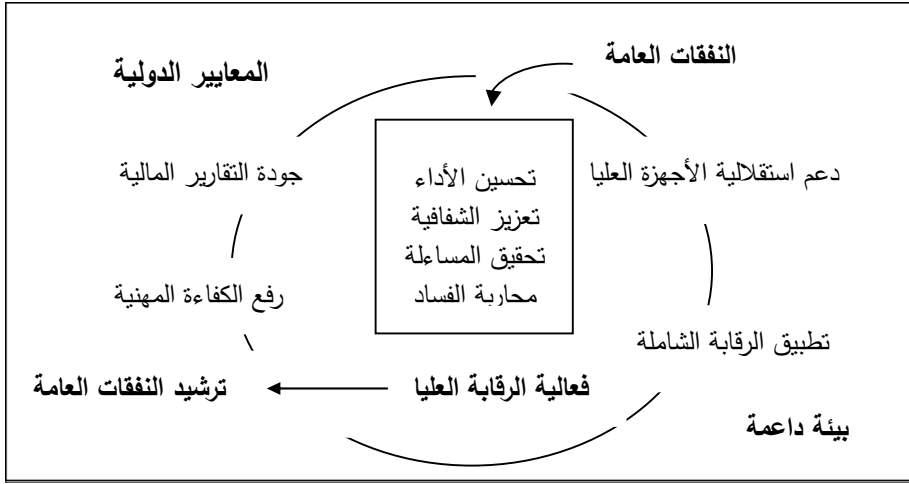 النفقات العامة
المعايير الدولية
دعم استقلالية الأجهزة العليا
جودة التقارير المالية
تحسين الأداء
تعزيز الشفافية
تحقيق المساءلة
محاربة الفساد
رفع الكفاءة المهنية
تطبيق الرقابة الشاملة
فعالية الرقابة العليا
ترشيد النفقات العامة
بيئة داعمة